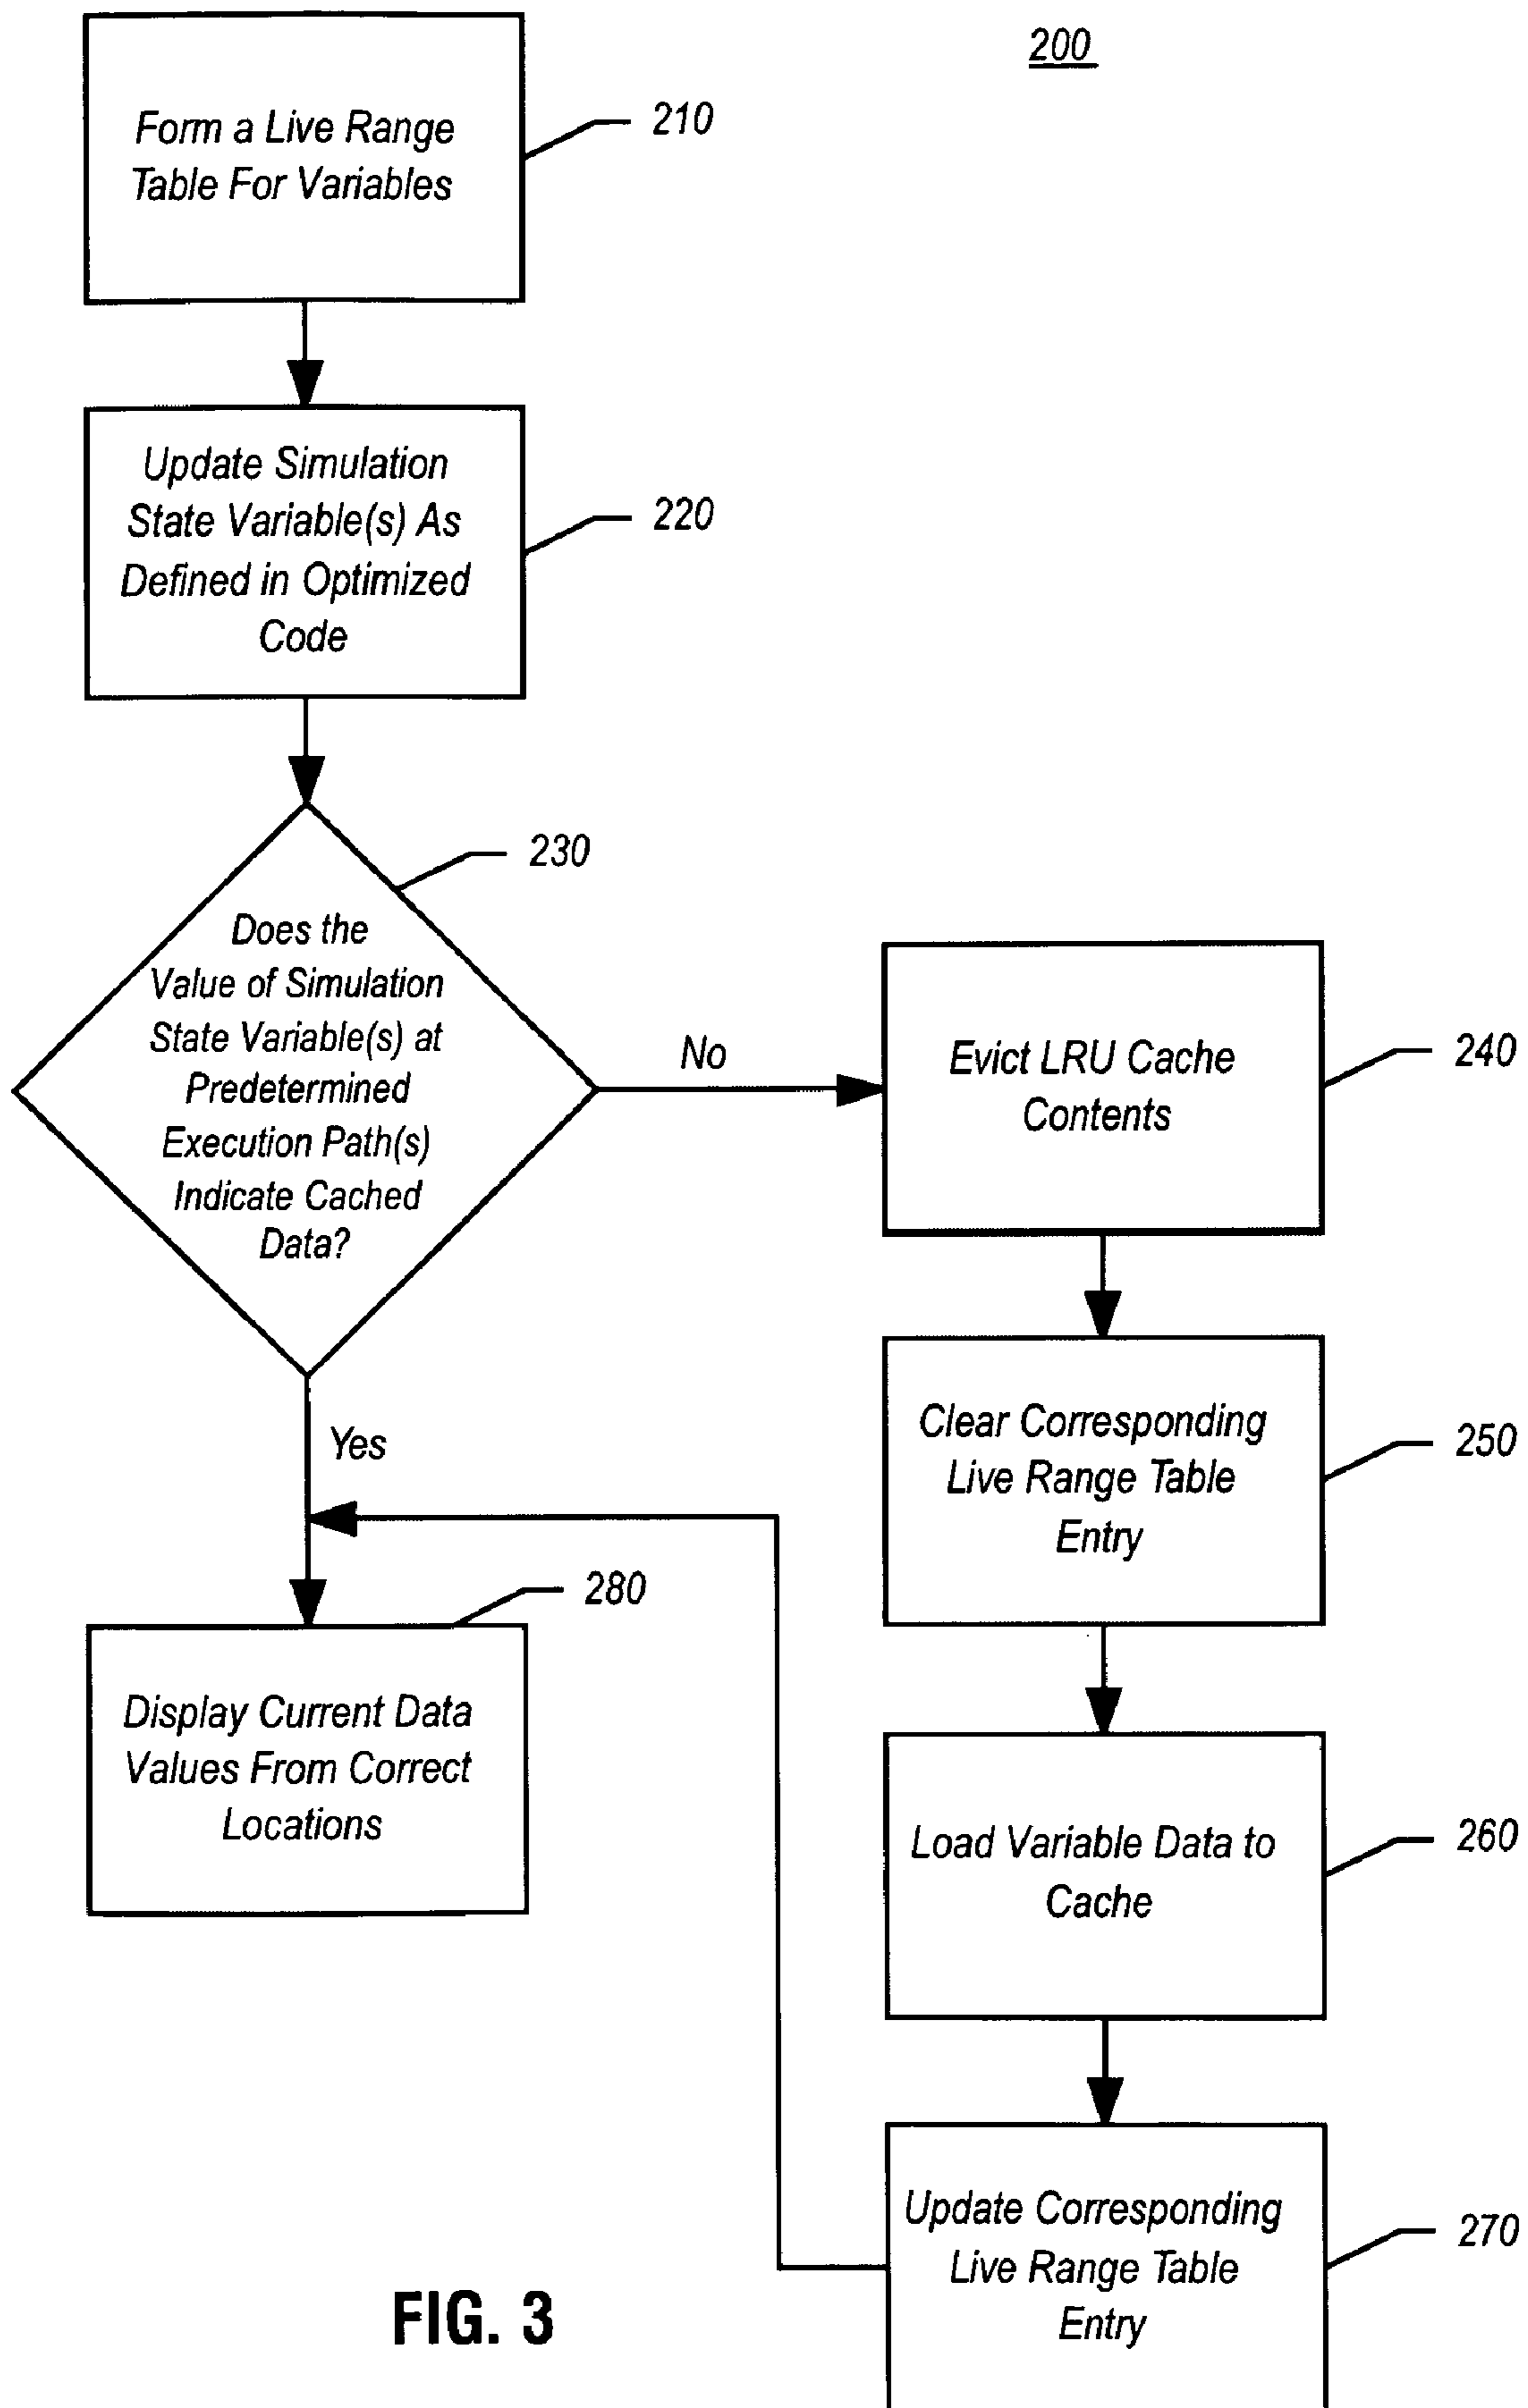 200
Form a Live Range
Table For Variables
210
Update Simulation
State Variable(s) As
Defined in Optimized
Code
220
230
Does the
Value of Simulation
State Variable(s) at
Predetermined
Execution Path(s)
Indicate Cached
Data?
No
Yes
Evict LRU Cache
Contents
240
Clear Corresponding
Live Range Table
Entry
250
Load Variable Data to
Cache
260
Update Corresponding
Live Range Table
Entry
270
280
Display Current Data
Values From Correct
Locations
FIG. 3